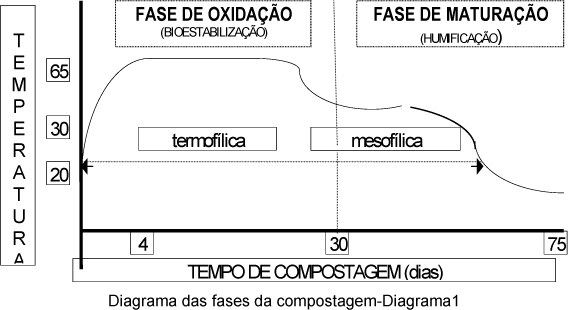 FASE DE OXIDAÇÃO
(BIOESTABILIZAÇÃO)
FASE DE MATURAÇÃO
(HUMIFICAÇÃO)
TEMPERATURA
65
30
20
termofílica
mesofílica
4
30
75
TEMPO DE COMPOSTAGEM (dias)
Diagrama das fases da compostagem-Diagrama1